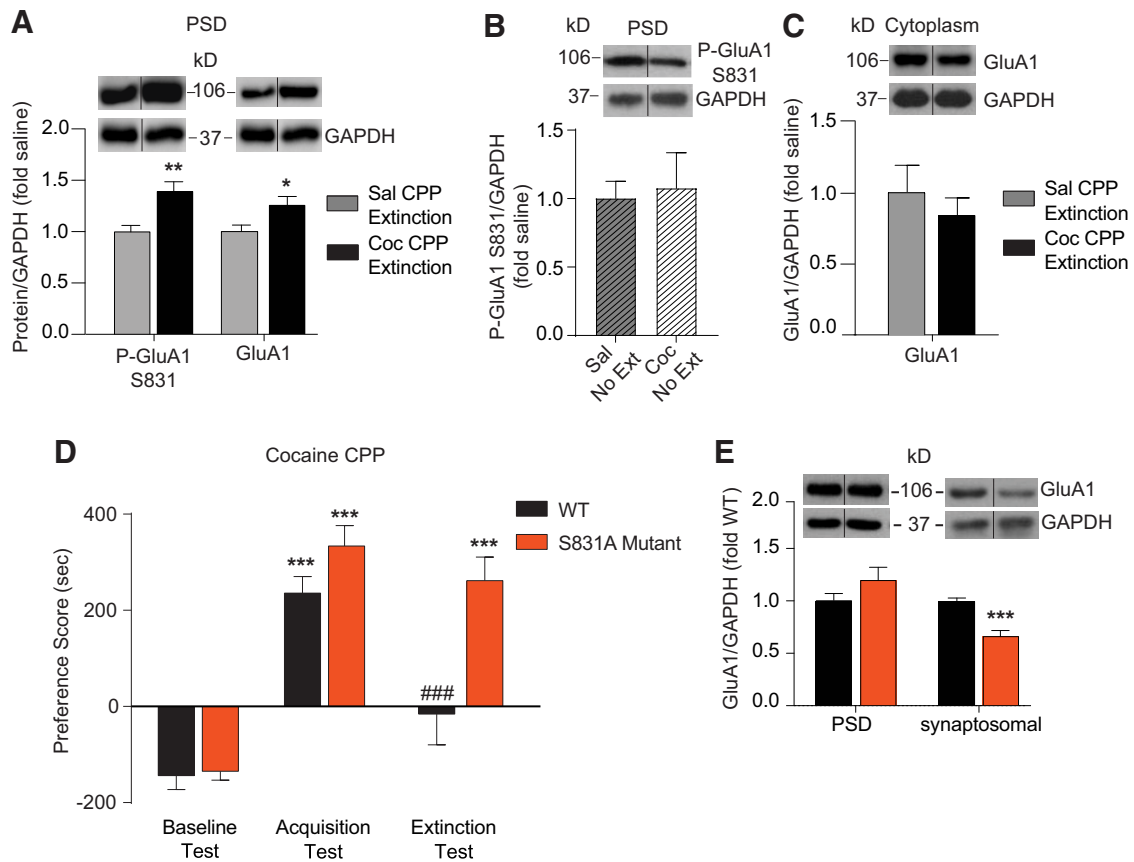 A
PSD
kD
-106-
-37-
GAPDH
Protein/GAPDH (fold saline)
2.0
1.5
1.0
0.5
0.0
**
*
P-GluA1
S831
GluA1
Sal CPP
Extinction
Coc CPP
Extinction
B
kD
PSD
106-
P-GluA1
S831
37-
GAPDH
P-GluA1 S831/GAPDH
(fold saline)
1.5
1.0
0.5
0.0
Sal
No Ext
Coc
No Ext
C
kD Cytoplasm
106-
GluA1
37-
GAPDH
GluA1/GAPDH (fold saline)
1.5
1.0
0.5
0.0
GluA1
Sal CPP
Extinction
Coc CPP
Extinction
D
Cocaine CPP
WT
S831A Mutant
Preference Score (sec)
400
200
0
-200
***
***
###
***
Baseline
Test
Acquisition
Test
Extinction
Test
E
kD
-106-
GluA1
- 37 -
GAPDH
GluA1/GAPDH (fold WT)
2.0
1.5
1.0
0.5
0.0
***
PSD
synaptosomal